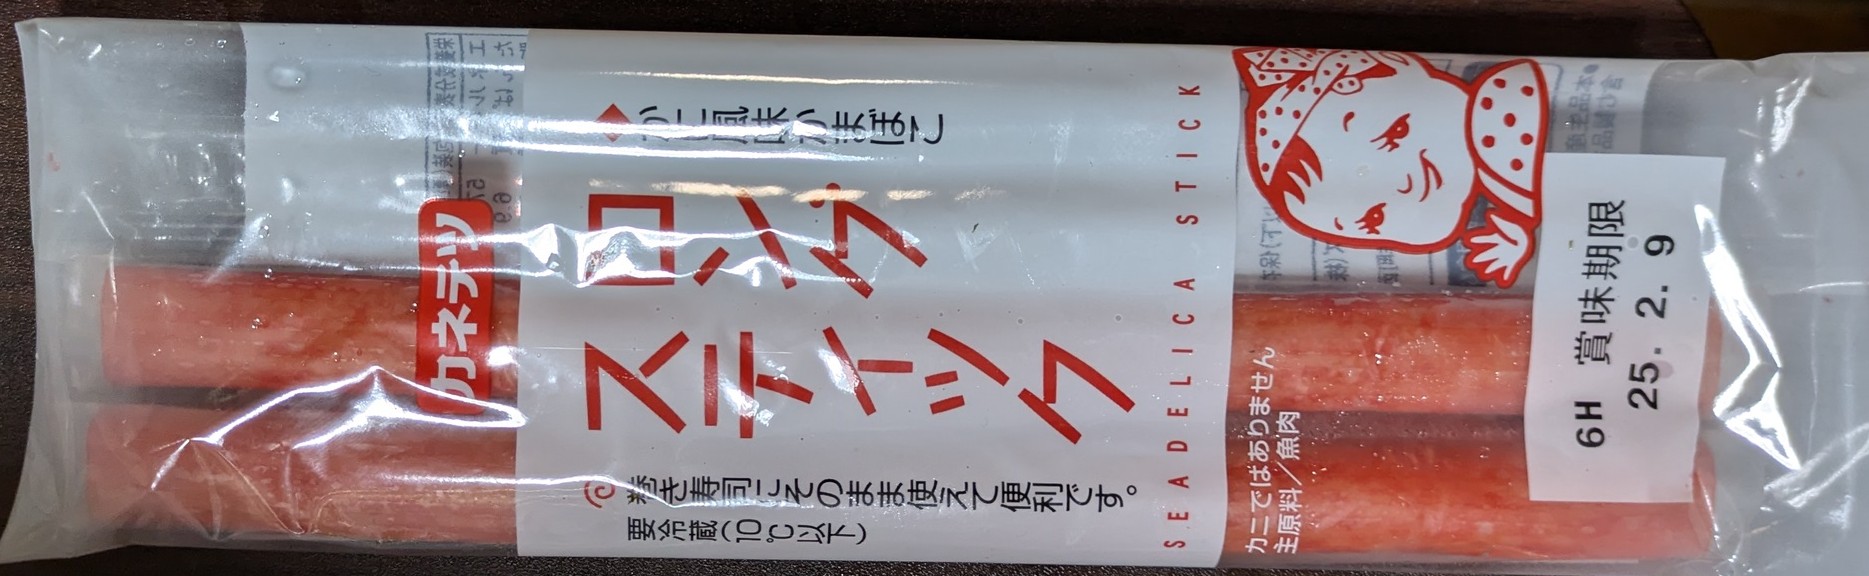 カネテツ
◆かに風味かまぼこ
ロング
スティック
巻き寿司にそのまま使えて便利です。
要冷蔵(10℃以下)
SEADELICA STICK
カニではありません
主原料/魚肉
6H 賞味期限
25. 2. 9